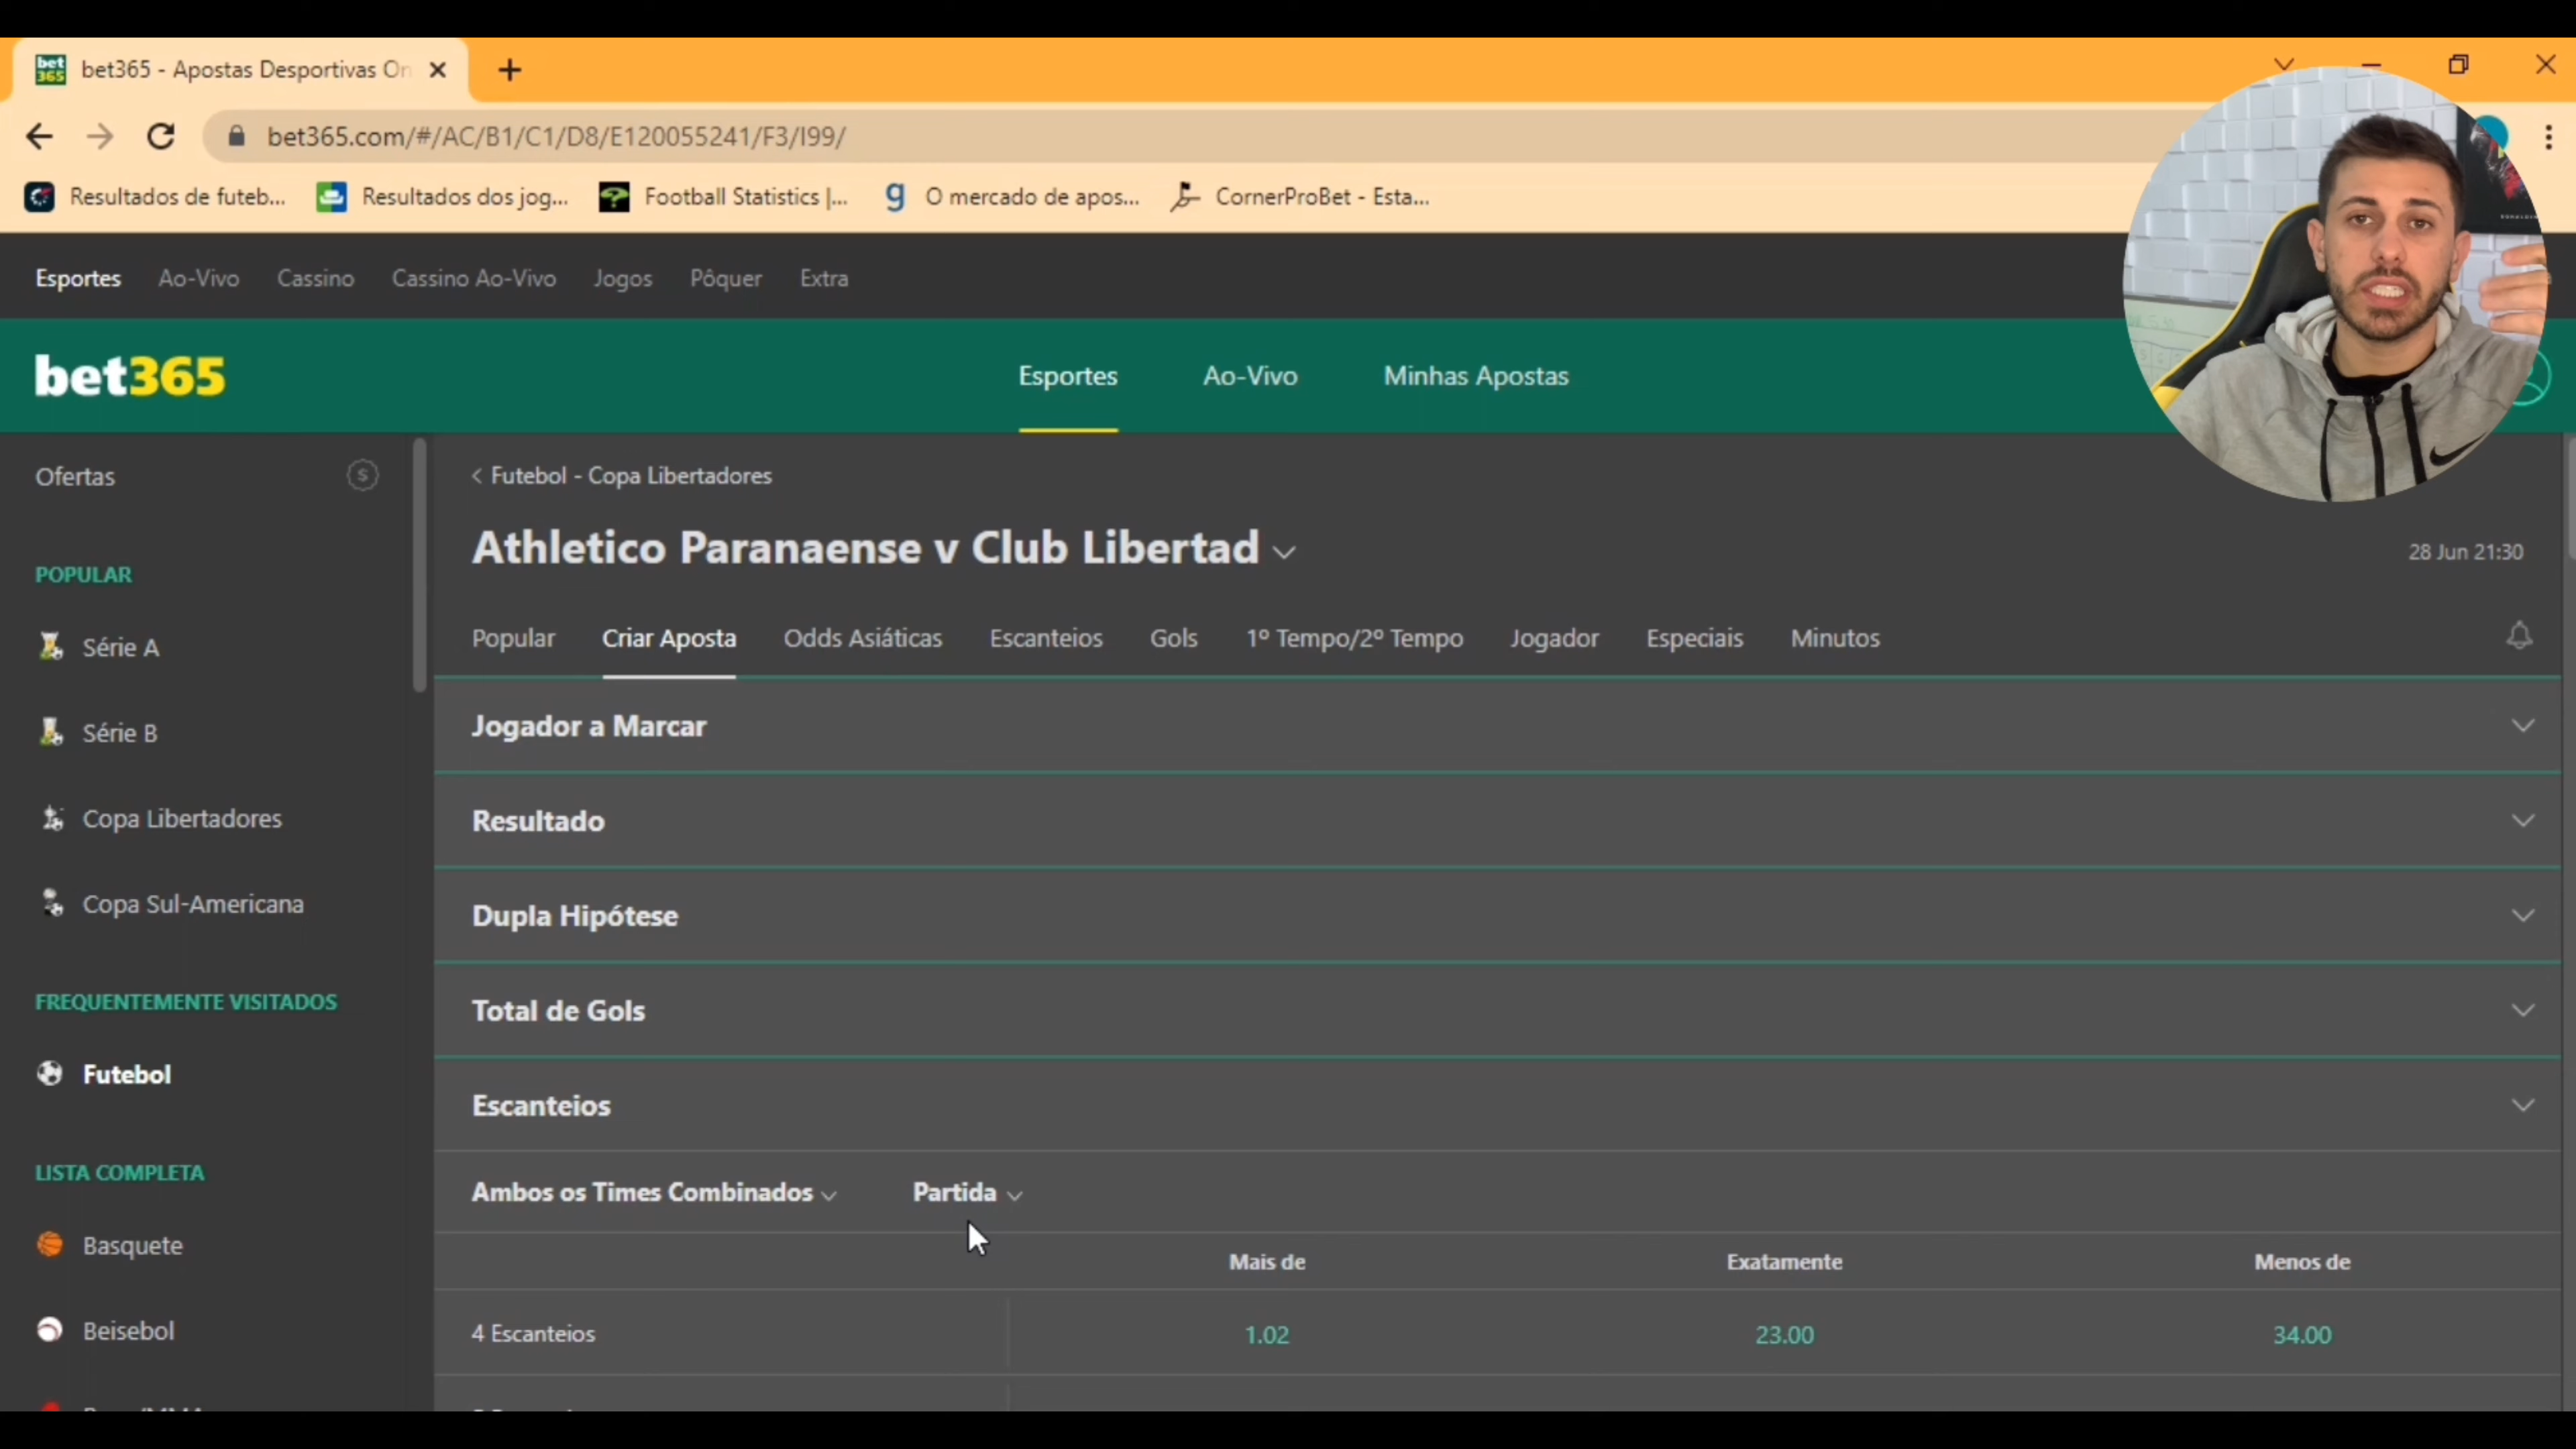 bet365 - Apostas Desportivas On
bet365.com/#/AC/B1/C1/D8/E120055241/F3/I99/
Resultados de futeb...
Resultados dos jog...
Football Statistics |...
O mercado de apos...
CornerProBet - Esta...
Esportes Ao-Vivo Cassino Cassino Ao-Vivo Jogos Pôquer Extra
bet365
Esportes Ao-Vivo Minhas Apostas
Ofertas
POPULAR
Série A
Série B
Copa Libertadores
Copa Sul-Americana
FREQUENTEMENTE VISITADOS
Futebol
LISTA COMPLETA
Basquete
Beisebol
Futebol - Copa Libertadores
Athletico Paranaense v Club Libertad
28 Jun 21:30
Popular Criar Aposta Odds Asiáticas Escanteios Gols 1º Tempo/2º Tempo Jogador Especiais Minutos
Jogador a Marcar
Resultado
Dupla Hipótese
Total de Gols
Escanteios
Ambos os Times Combinados Partida
Mais de Exatamente Menos de
4 Escanteios 1.02 23.00 34.00